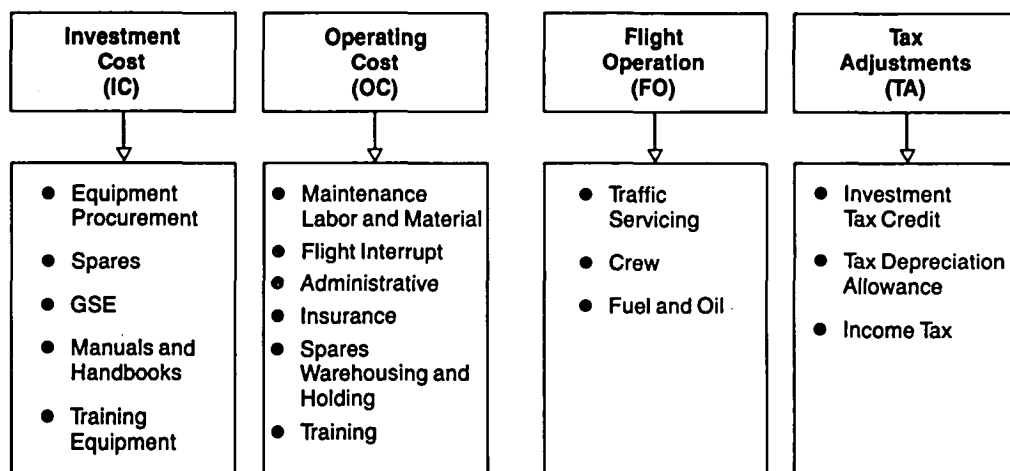 Investment
Cost
(IC)
Operating
Cost
(OC)
Flight
Operation
(FO)
Tax
Adjustments
(TA)
● Equipment
Procurement
● Spares
● GSE
● Manuals and
Handbooks
● Training
Equipment
● Maintenance
Labor and Material
● Flight Interrupt
● Administrative
● Insurance
● Spares
Warehousing and
Holding
● Training
● Traffic
Servicing
● Crew
● Fuel and Oil
● Investment
Tax Credit
● Tax Depreciation
Allowance
● Income Tax